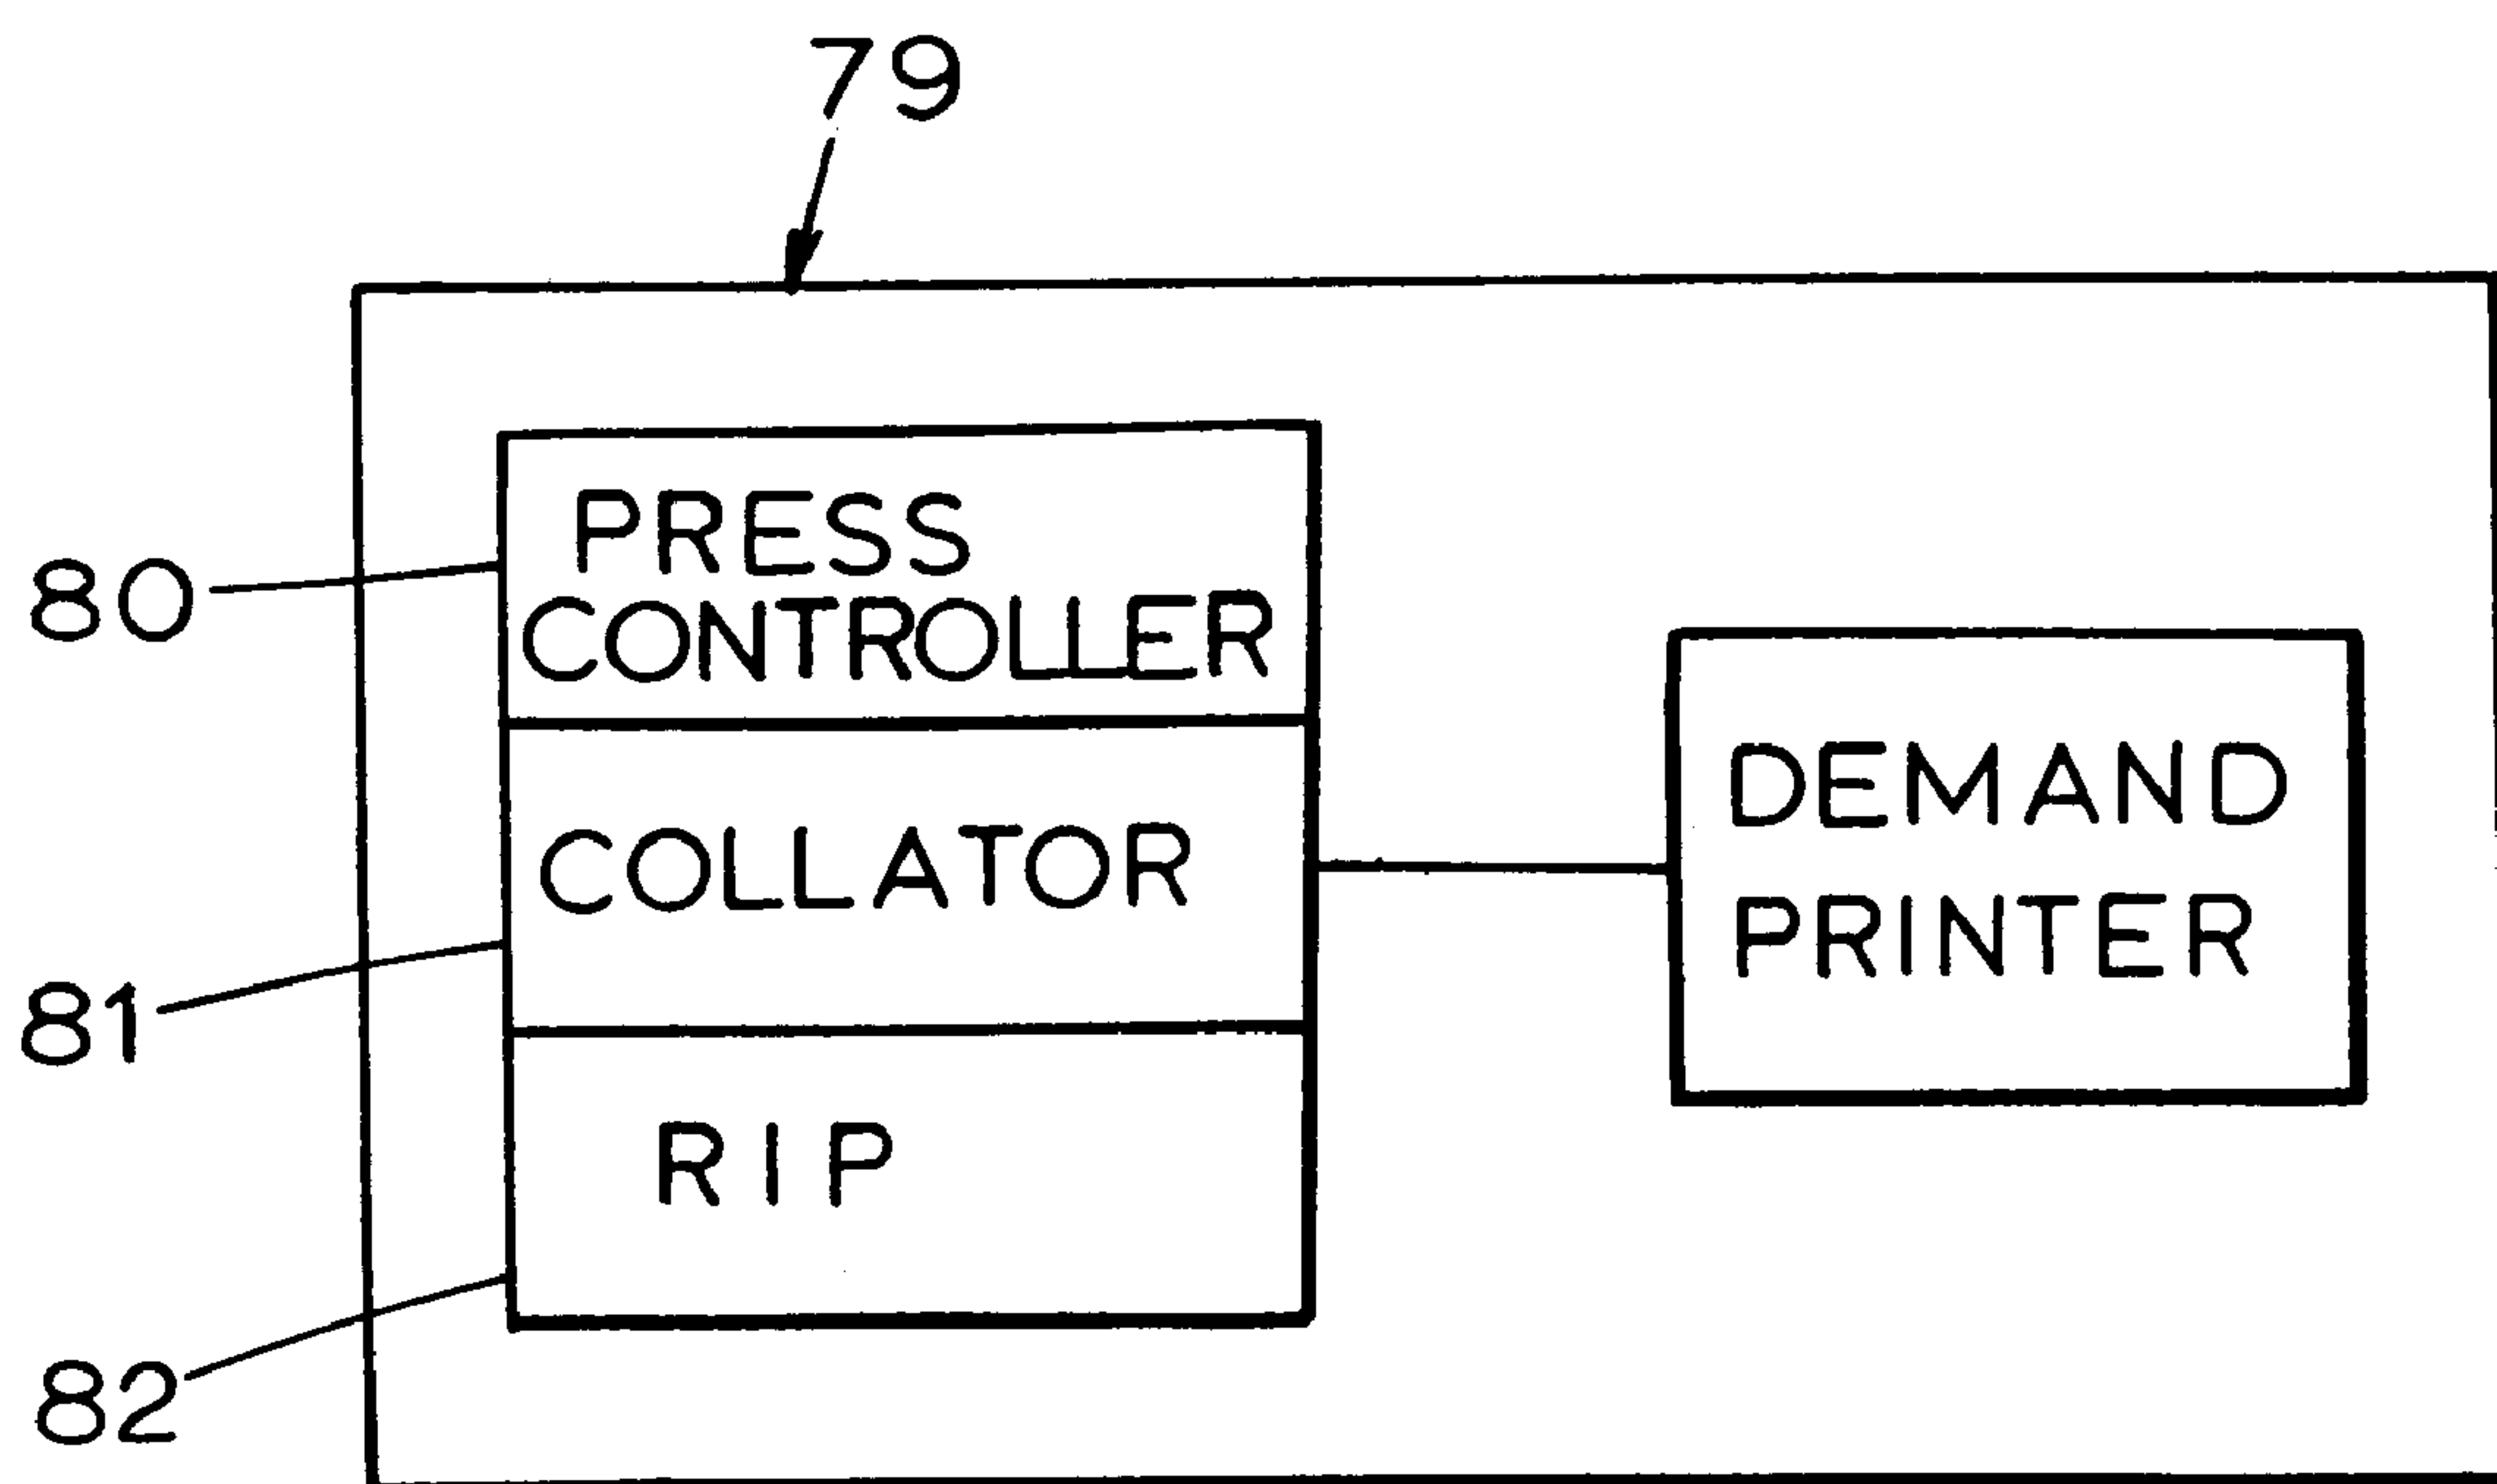 79
80
PRESS
CONTROLLER
DEMAND
COLLATOR
PRINTER
81
RIP
82